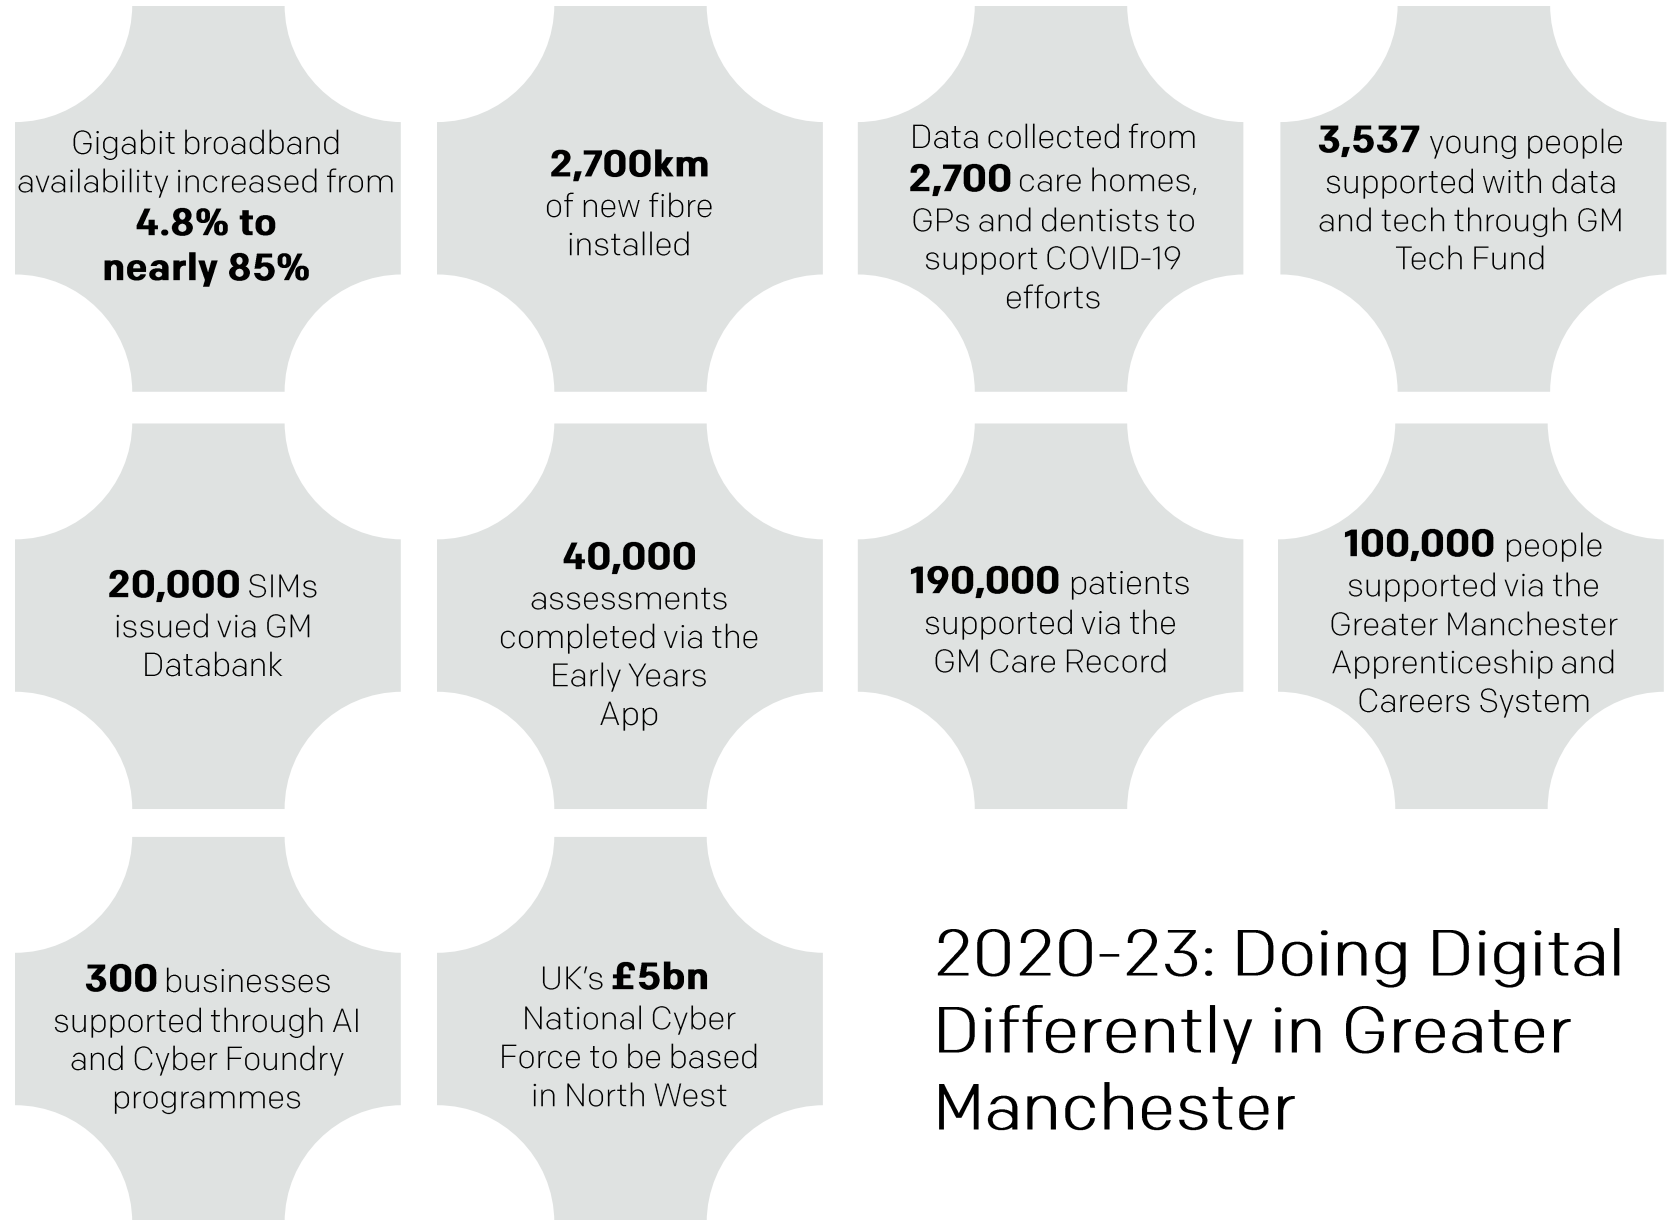 Gigabit broadband
availability increased from
4.8% to
nearly 85%
2,700km
of new fibre
installed
Data collected from
2,700 care homes,
GPs and dentists to
support COVID-19
efforts
3,537 young people
supported with data
and tech through GM
Tech Fund
20,000 SIMs
issued via GM
Databank
40,000
assessments
completed via the
Early Years
App
190,000 patients
supported via the
GM Care Record
100,000 people
supported via the
Greater Manchester
Apprenticeship and
Careers System
300 businesses
supported through AI
and Cyber Foundry
programmes
UK’s £5bn
National Cyber
Force to be based
in North West
2020-23: Doing Digital
Differently in Greater
Manchester